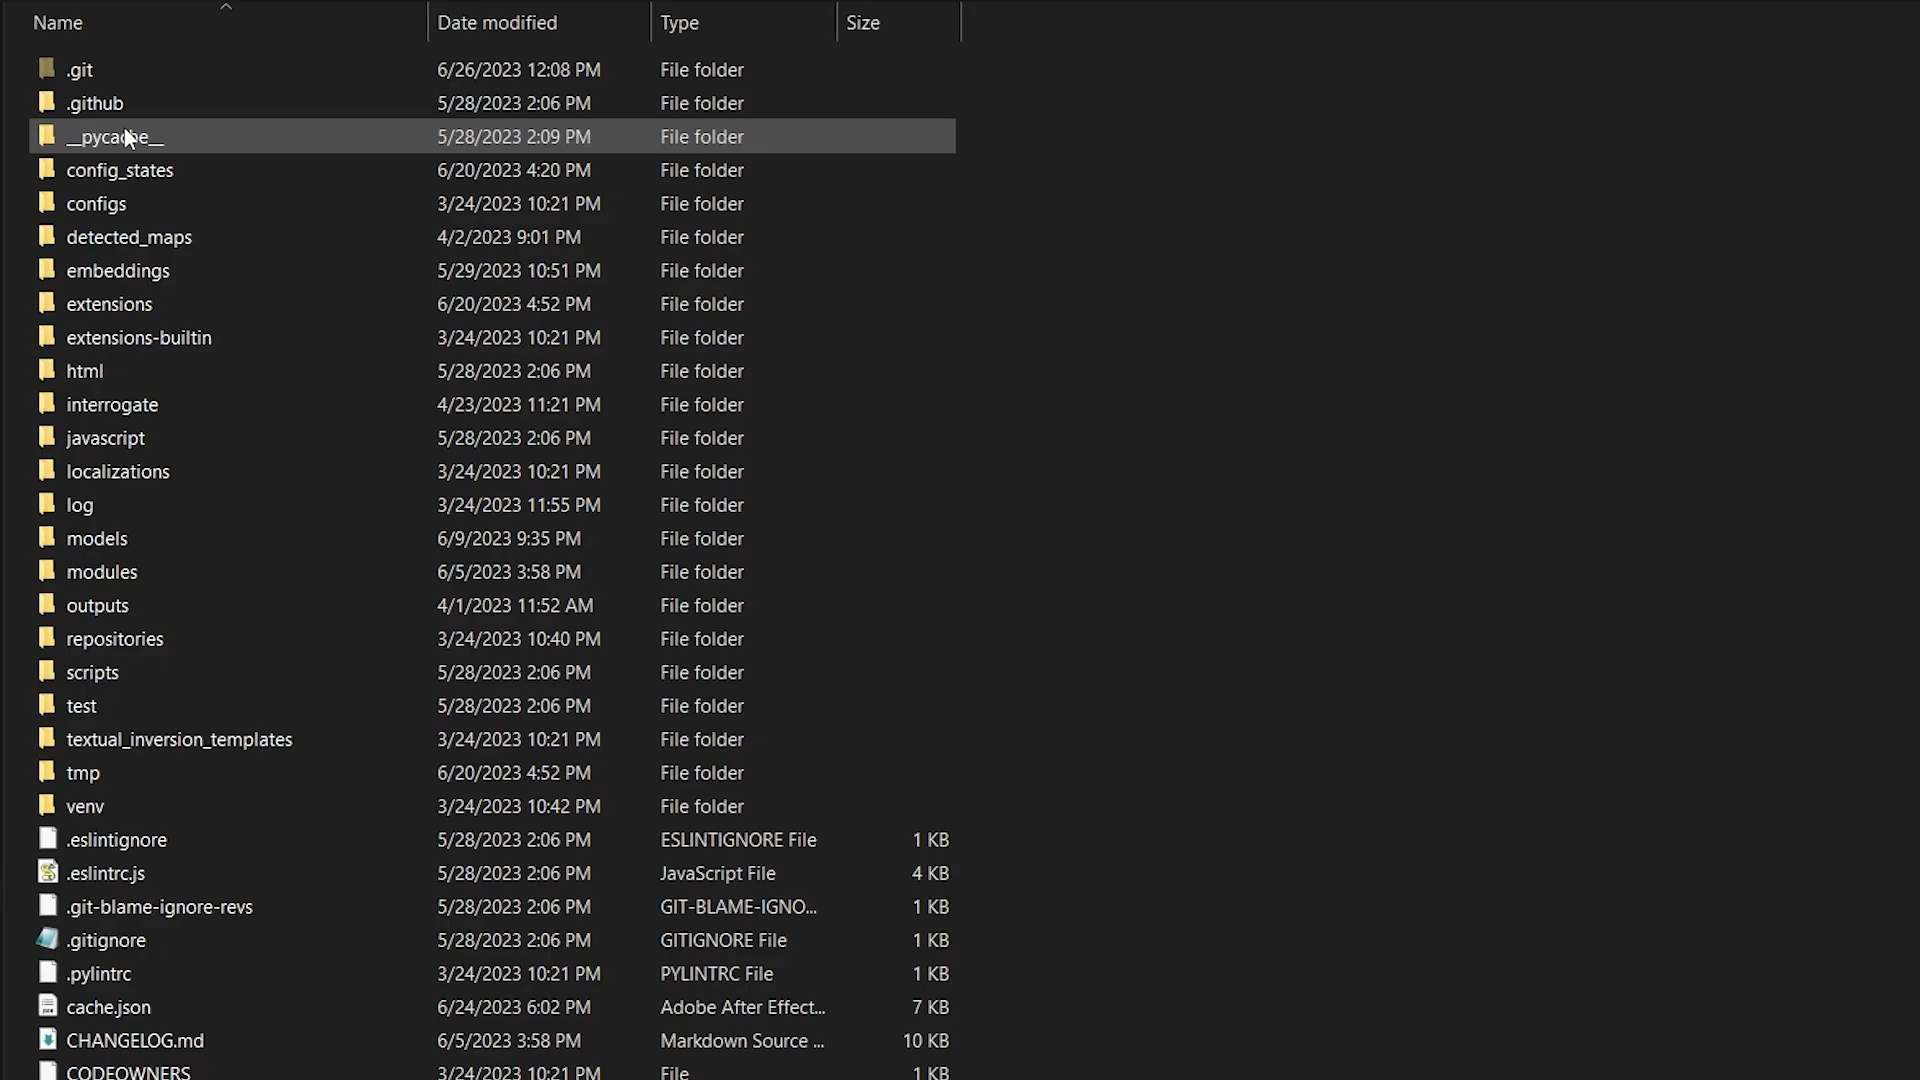 Name Date modified Type Size
.git 6/26/2023 12:08 PM File folder
.github 5/28/2023 2:06 PM File folder
__pycache__ 5/28/2023 2:09 PM File folder
config_states 6/20/2023 4:20 PM File folder
configs 3/24/2023 10:21 PM File folder
detected_maps 4/2/2023 9:01 PM File folder
embeddings 5/29/2023 10:51 PM File folder
extensions 6/20/2023 4:52 PM File folder
extensions-builtin 3/24/2023 10:21 PM File folder
html 5/28/2023 2:06 PM File folder
interrogate 4/23/2023 11:21 PM File folder
javascript 5/28/2023 2:06 PM File folder
localizations 3/24/2023 10:21 PM File folder
log 3/24/2023 11:55 PM File folder
models 6/9/2023 9:35 PM File folder
modules 6/5/2023 3:58 PM File folder
outputs 4/1/2023 11:52 AM File folder
repositories 3/24/2023 10:40 PM File folder
scripts 5/28/2023 2:06 PM File folder
test 5/28/2023 2:06 PM File folder
textual_inversion_templates 3/24/2023 10:21 PM File folder
tmp 6/20/2023 4:52 PM File folder
venv 3/24/2023 10:42 PM File folder
.eslintignore 5/28/2023 2:06 PM ESLINTIGNORE File 1 KB
.eslintrc.js 5/28/2023 2:06 PM JavaScript File 4 KB
.git-blame-ignore-revs 5/28/2023 2:06 PM GIT-BLAME-IGNO... 1 KB
.gitignore 5/28/2023 2:06 PM GITIGNORE File 1 KB
.pylintrc 3/24/2023 10:21 PM PYLINTRC File 1 KB
cache.json 6/24/2023 6:02 PM Adobe After Effect... 7 KB
CHANGELOG.md 6/5/2023 3:58 PM Markdown Source ... 10 KB
CODEOWNERS 3/24/2023 10:21 PM File 1 KB